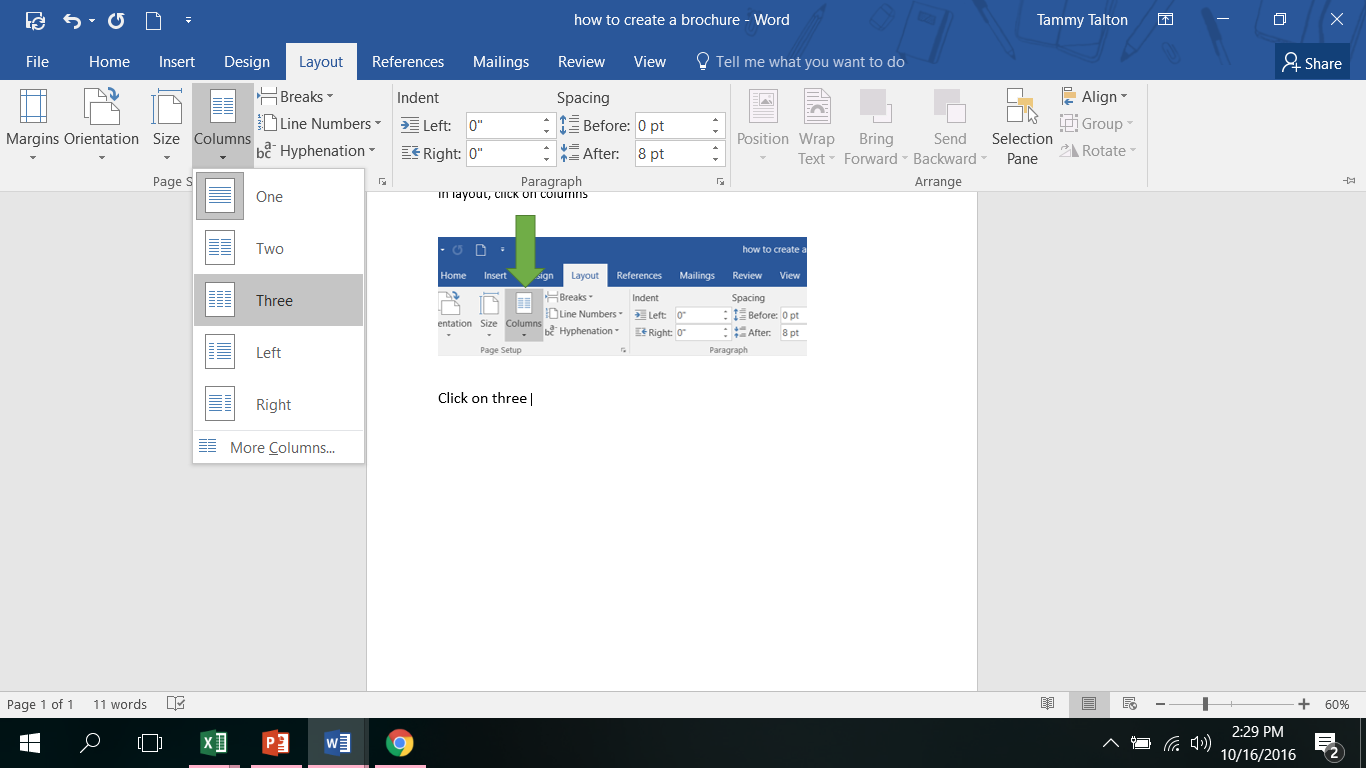 how to create a brochure - Word
Tammy Talton
File Home Insert Design Layout References Mailings Review View Tell me what you want to do
Share
Margins Orientation Size Columns
Breaks
Line Numbers
Hyphenation
Page S
Indent Spacing
Left: 0" Before: 0 pt
Right: 0" After: 8 pt
Paragraph
Position Wrap Text Bring Forward Send Backward Selection Pane
Align
Group
Rotate
Arrange
One
Two
Three
Left
Right
More Columns...
In layout, click on columns
how to create a
Home Insert sign Layout References Mailings Review View
entation Size Columns
Breaks
Line Numbers
Hyphenation
Page Setup
Indent Spacing
Left: 0" Before: 0 pt
Right: 0" After: 8 pt
Paragraph
Click on three
Page 1 of 1 11 words
60%
2:29 PM
10/16/2016
2